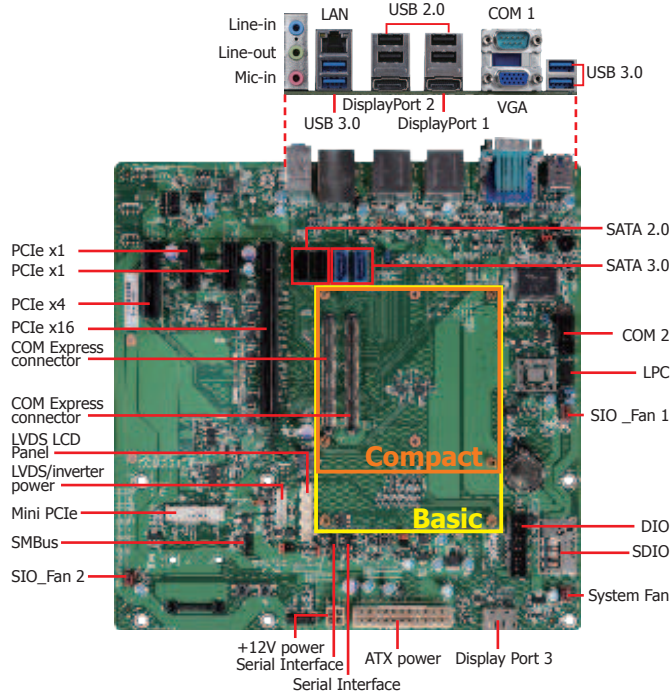 Line-in
LAN
USB 2.0
COM 1
Line-out
Mic-in
USB 3.0
DisplayPort 2
USB 3.0
DisplayPort 1
VGA
SATA 2.0
PCIe x1
PCIe x1
SATA 3.0
PCIe x4
PCIe x16
COM Express
connector
COM 2
LPC
COM Express
connector
SIO _Fan 1
LVDS LCD
Panel
Compact
LVDS/inverter
power
Basic
Mini PCIe
DIO
SMBus
SDIO
SIO_Fan 2
System Fan
+12V power
Serial Interface
ATX power
Display Port 3
Serial Interface